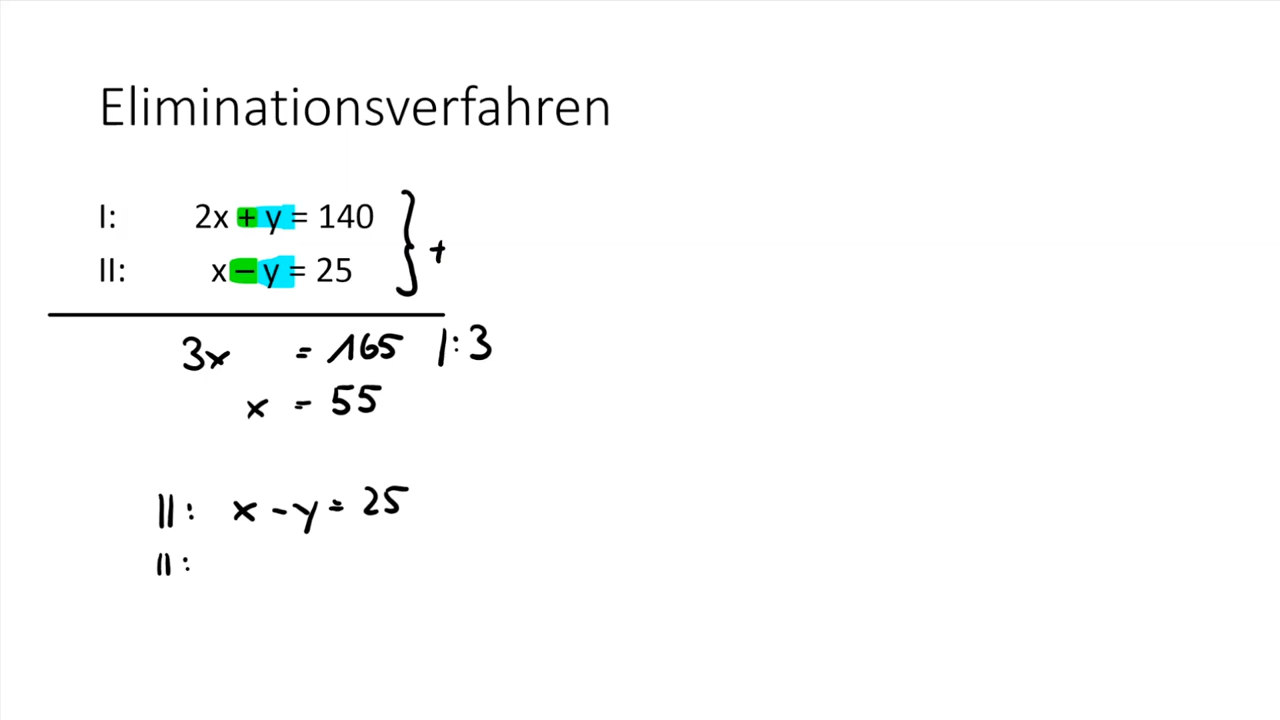 Eliminationsverfahren
I: 2x + y = 140
II: x − y = 25
+
3x = 165 |: 3
x = 55
II: x - y = 25
II: